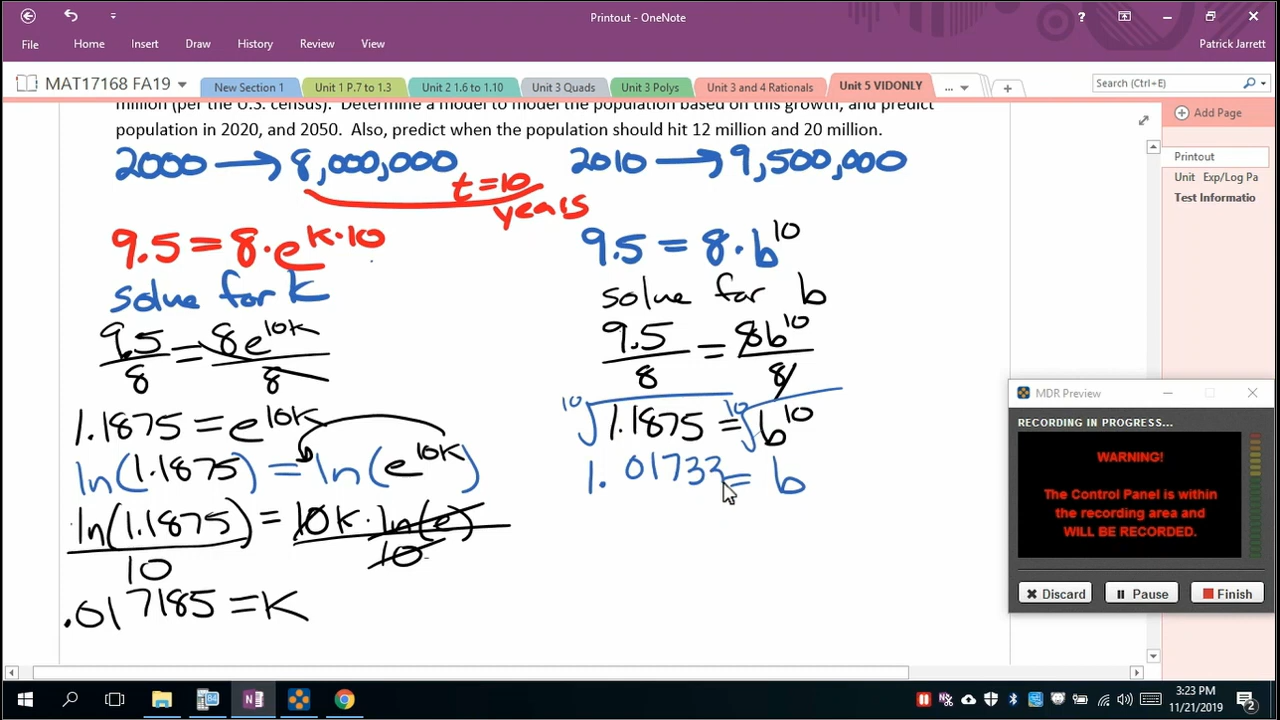 Printout - OneNote
?
File Home Insert Draw History Review View
Patrick Jarrett
MAT17168 FA19
New Section 1
Unit 1 P.7 to 1.3
Unit 2 1.6 to 1.10
Unit 3 Quads
Unit 3 Polys
Unit 3 and 4 Rationals
Unit 5 VIDONLY
...
Search (Ctrl+E)
Add Page
Printout
Unit Exp/Log Pa
Test Informatio
million (per the U.S. census). Determine a model to model the population based on this growth, and predict
population in 2020, and 2050. Also, predict when the population should hit 12 million and 20 million.
2000 → 8,000,000
2010 → 9,500,000
t=10
years
9.5 = 8·e^{k·10}
solve for k
9.5/8 = 8e^{10k}/8
1.1875 = e^{10k}
ln(1.1875) = ln(e^{10k})
ln(1.1875)/10 = 10k·ln(e)/10
.017185 = k
9.5 = 8·b^{10}
solve for b
9.5/8 = 8b^{10}/8
¹⁰√1.1875 = ¹⁰√b^{10}
1.01733 = b
MDR Preview
RECORDING IN PROGRESS...
WARNING!
The Control Panel is within
the recording area and
WILL BE RECORDED.
Discard
Pause
Finish
3:23 PM
11/21/2019
2